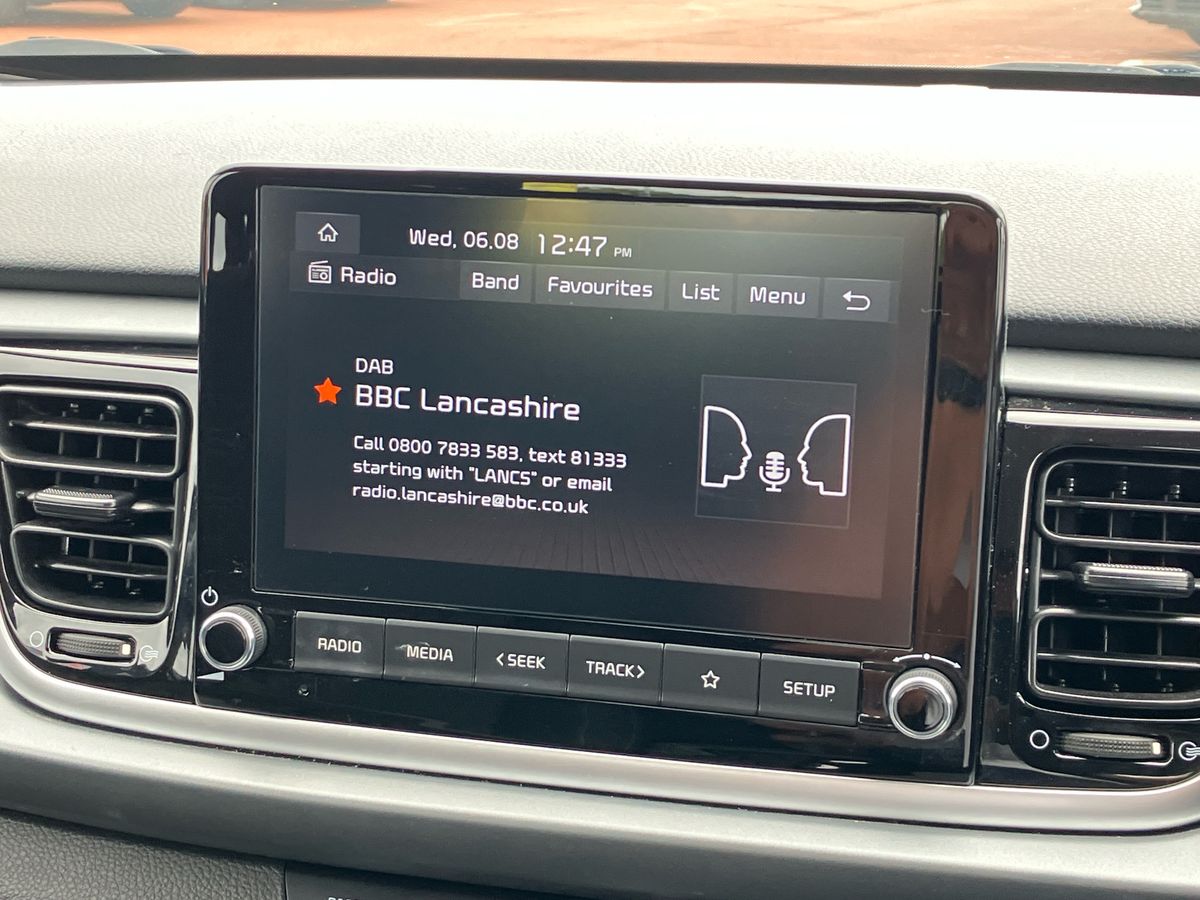 Wed, 06.08 12:47 PM
Radio Band Favourites List Menu
DAB
BBC Lancashire
Call 0800 7833 583, text 81333
starting with "LANCS" or email
radio.lancashire@bbc.co.uk
RADIO MEDIA <SEEK TRACK> SETUP